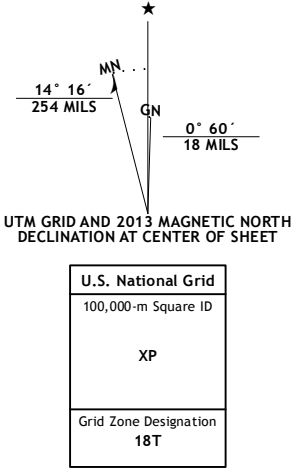 MN
14° 16´
254 MILS
GN
0° 60´
18 MILS
UTM GRID AND 2013 MAGNETIC NORTH
DECLINATION AT CENTER OF SHEET
U.S. National Grid
100,000-m Square ID
XP
Grid Zone Designation
18T